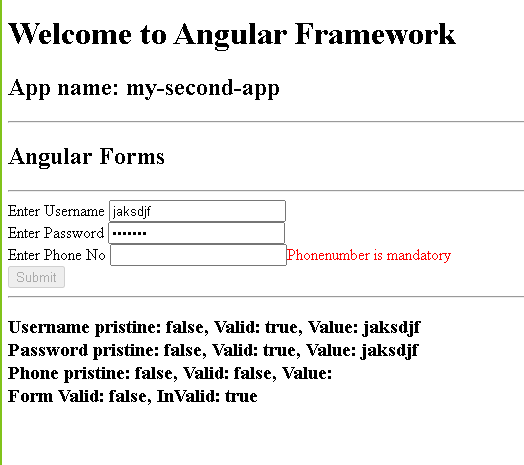 Welcome to Angular Framework
App name: my-second-app
Angular Forms
Enter Username jaksdjf
Enter Password •••••••
Enter Phone No Phonenumber is mandatory
Submit
Username pristine: false, Valid: true, Value: jaksdjf
Password pristine: false, Valid: true, Value: jaksdjf
Phone pristine: false, Valid: false, Value:
Form Valid: false, InValid: true